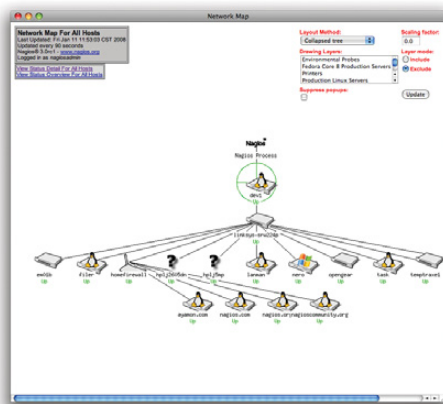 Network Map
Network Map For All Hosts
Last Updated: Fri Jan 11 11:53:03 CST 2008
Updated every 90 seconds
Nagios® 3.0rc1 - www.nagios.org
Logged in as nagiosadmin
View Status Detail For All Hosts
View Status Overview For All Hosts
Layout Method:
Collapsed tree
Scaling factor:
0.0
Drawing Layers:
Environmental Probes
Fedora Core 8 Production Servers
Printers
Production Linux Servers
Layer mode:
Include
Exclude
Suppress popups:
Update
Nagios
Nagios Process
dev1
Up
Up
filer
Up
homefirewall
Up
Up
Up
lanman
Up
nero
Up
opengear
Up
task
Up
Up
ayamon.com
Up
nagios.com
Up
nagios.org
Up
nagioscommunity.org
Up